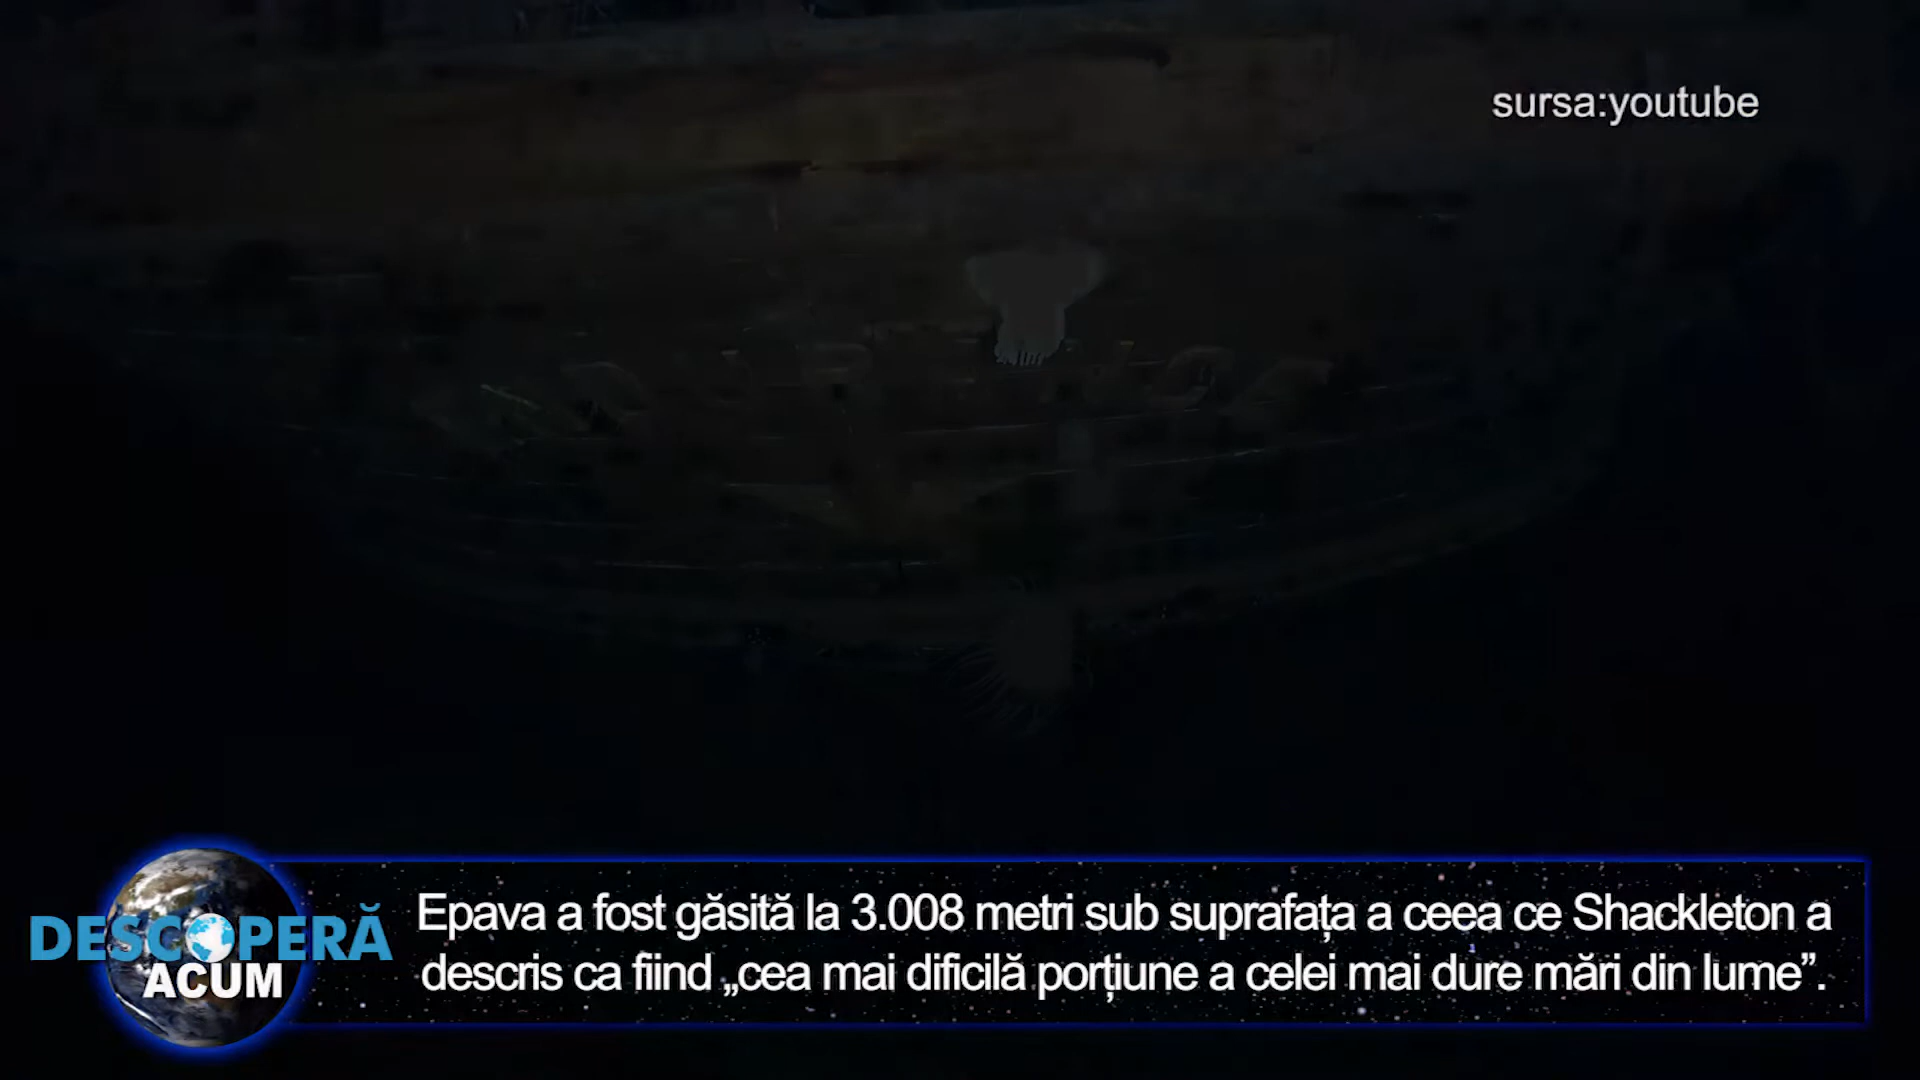 sursa:youtube
DESCOPERĂ
ACUM
Epava a fost găsită la 3.008 metri sub suprafața a ceea ce Shackleton a
descris ca fiind „cea mai dificilă porțiune a celei mai dure mări din lume”.